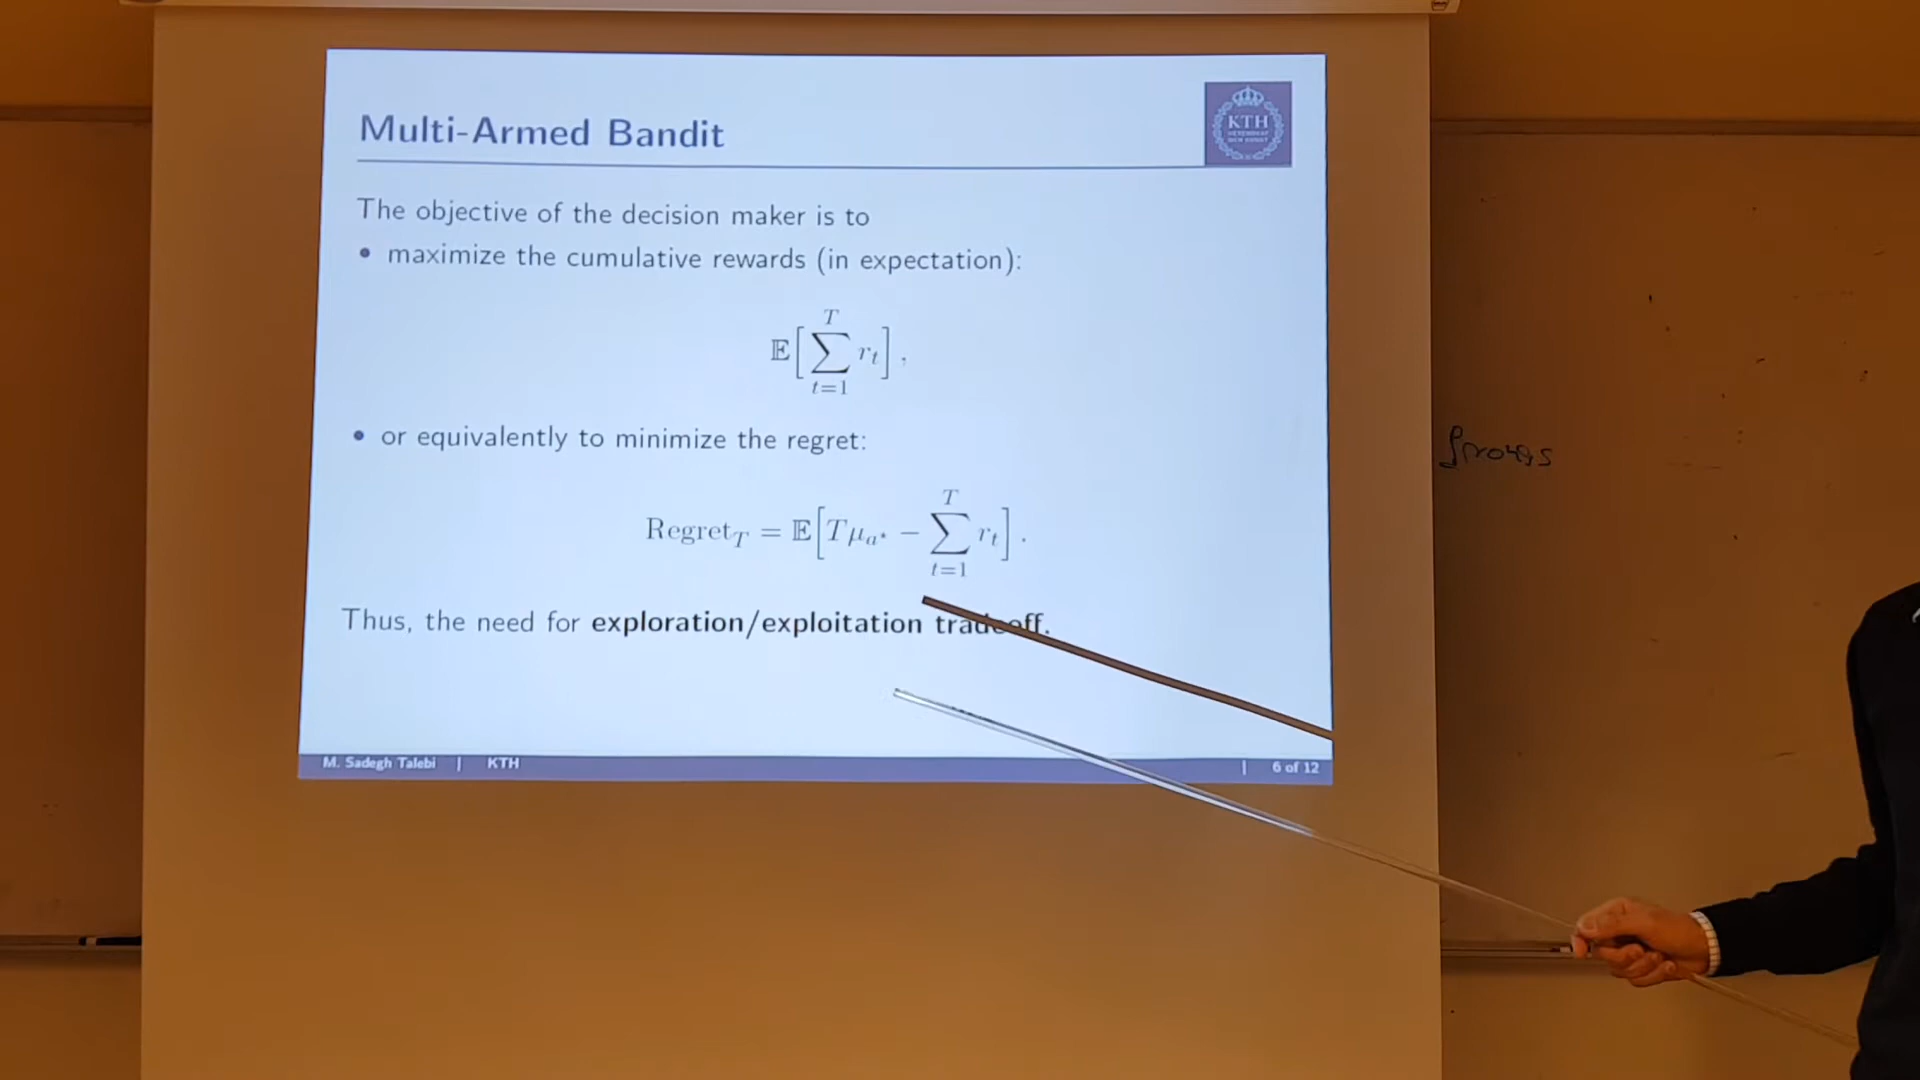 Multi-Armed Bandit
KTH
The objective of the decision maker is to
• maximize the cumulative rewards (in expectation):
𝔼[∑_{t=1}^{T} r_t],
• or equivalently to minimize the regret:
Regret_T = 𝔼[Tμ_{a⋆} − ∑_{t=1}^{T} r_t].
Thus, the need for exploration/exploitation tradeoff.
M. Sadegh Talebi | KTH | 6 of 12